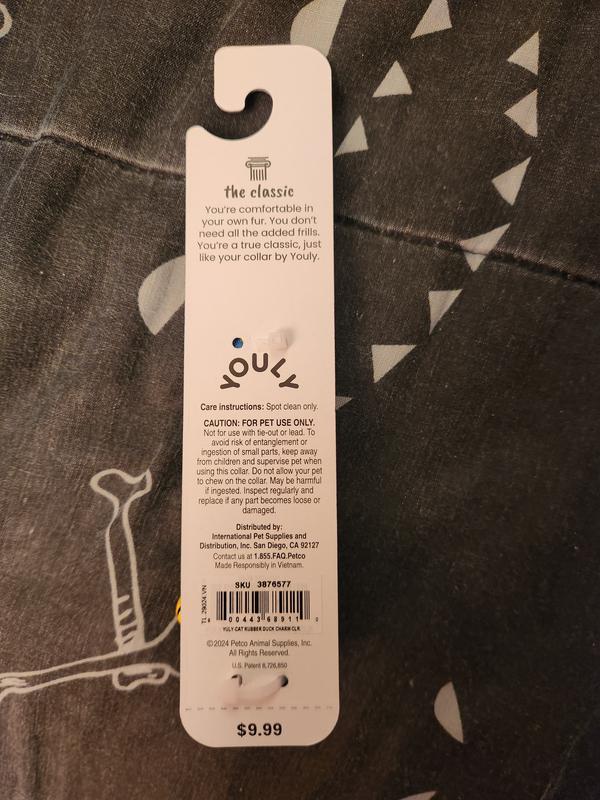 the classic
You're comfortable in
your own fur. You don't
need all the added frills.
You're a true classic, just
like your collar by Youly.
YOULY
Care instructions: Spot clean only.
CAUTION: FOR PET USE ONLY.
Not for use with tie-out or lead. To
avoid risk of entanglement or
ingestion of small parts, keep away
from children and supervise pet when
using this collar. Do not allow your pet
to chew on the collar. May be harmful
if ingested. Inspect regularly and
replace if any part becomes loose or
damaged.
Distributed by:
International Pet Supplies and
Distribution, Inc. San Diego, CA 92127
Contact us at 1.855.FAQ.Petco
Made Responsibly in Vietnam.
SKU 3876577
00443 68911
YULY CAT RUBBER DUCK CHARM CLR
©2024 Petco Animal Supplies, Inc.
All Rights Reserved.
U.S. Patent 8,726,850
$9.99